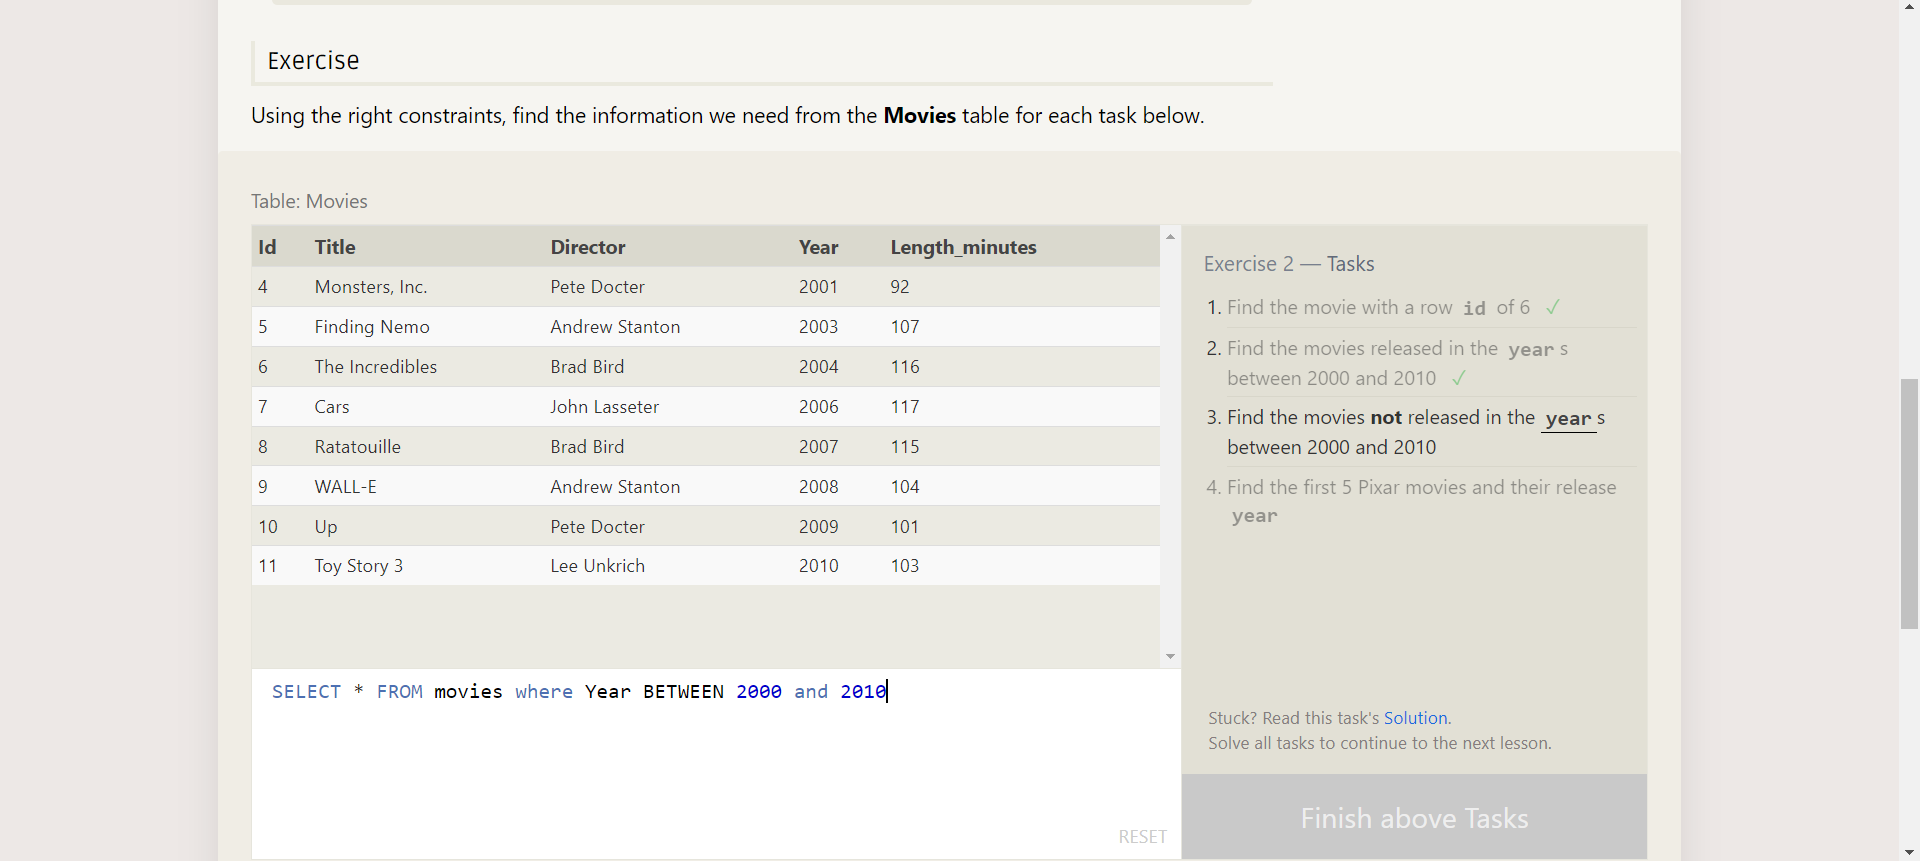 Exercise
Using the right constraints, find the information we need from the Movies table for each task below.
Table: Movies
Id Title Director Year Length_minutes
4 Monsters, Inc. Pete Docter 2001 92
5 Finding Nemo Andrew Stanton 2003 107
6 The Incredibles Brad Bird 2004 116
7 Cars John Lasseter 2006 117
8 Ratatouille Brad Bird 2007 115
9 WALL-E Andrew Stanton 2008 104
10 Up Pete Docter 2009 101
11 Toy Story 3 Lee Unkrich 2010 103
SELECT * FROM movies where Year BETWEEN 2000 and 2010
RESET
Exercise 2 — Tasks
1. Find the movie with a row id of 6 ✓
2. Find the movies released in the year s
between 2000 and 2010 ✓
3. Find the movies not released in the year s
between 2000 and 2010
4. Find the first 5 Pixar movies and their release
year
Stuck? Read this task's Solution.
Solve all tasks to continue to the next lesson.
Finish above Tasks